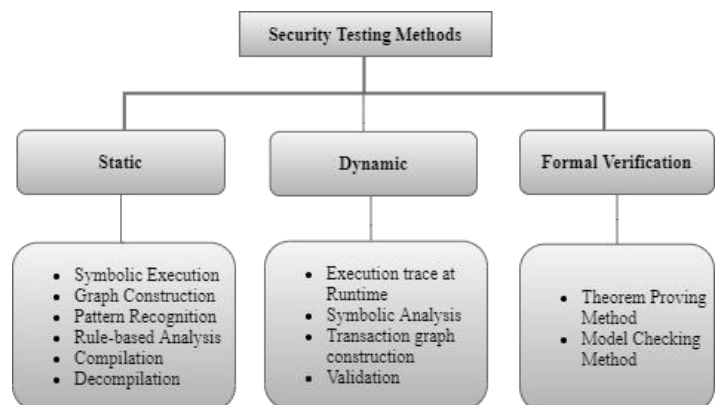 Security Testing Methods
Static
Dynamic
Formal Verification
• Symbolic Execution
• Graph Construction
• Pattern Recognition
• Rule-based Analysis
• Compilation
• Decompilation
• Execution trace at
Runtime
• Symbolic Analysis
• Transaction graph
construction
• Validation
• Theorem Proving
Method
• Model Checking
Method